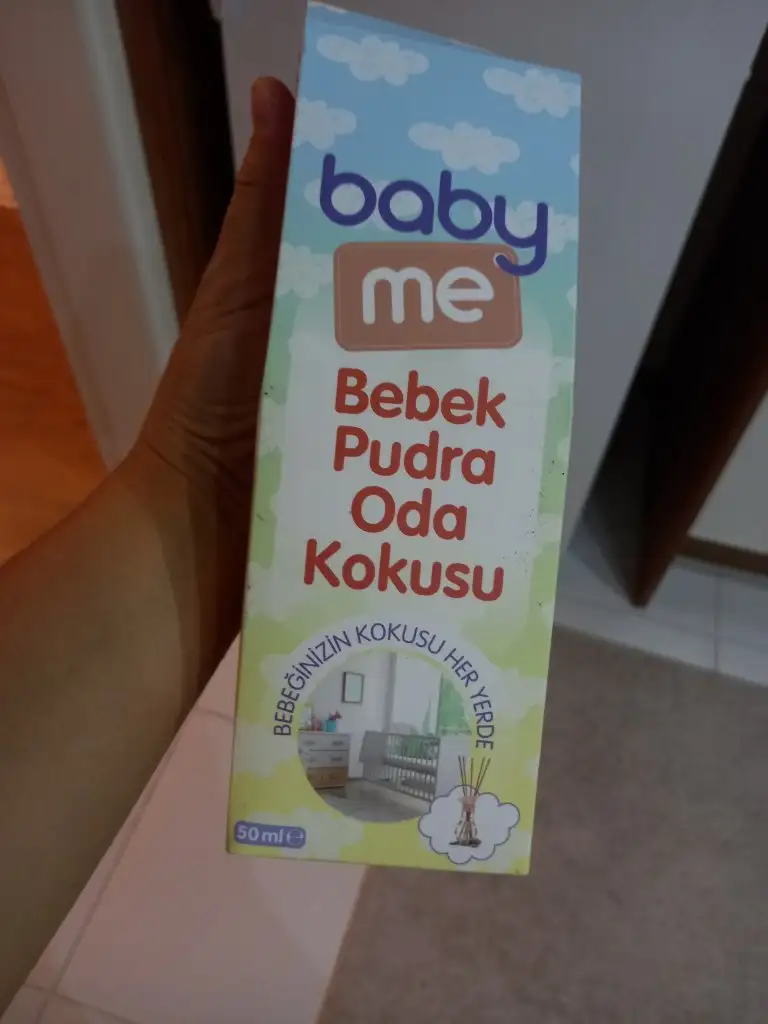 baby
me
Bebek
Pudra
Oda
Kokusu
BEBEĞİNİZİN KOKUSU HER YERDE
50 ml ℮